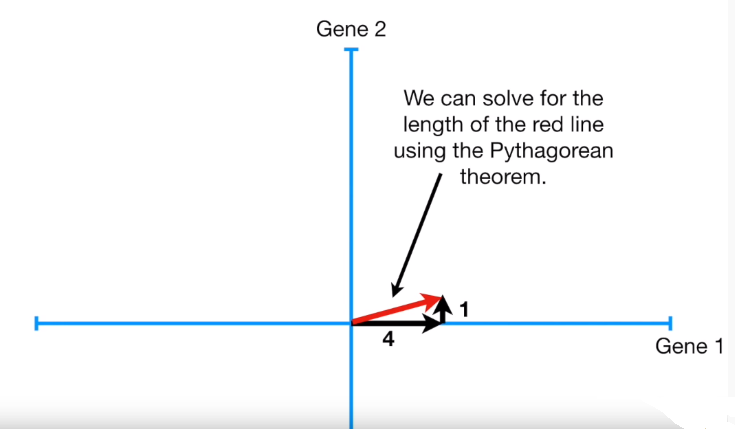 Gene 2
We can solve for the
length of the red line
using the Pythagorean
theorem.
1
4
Gene 1